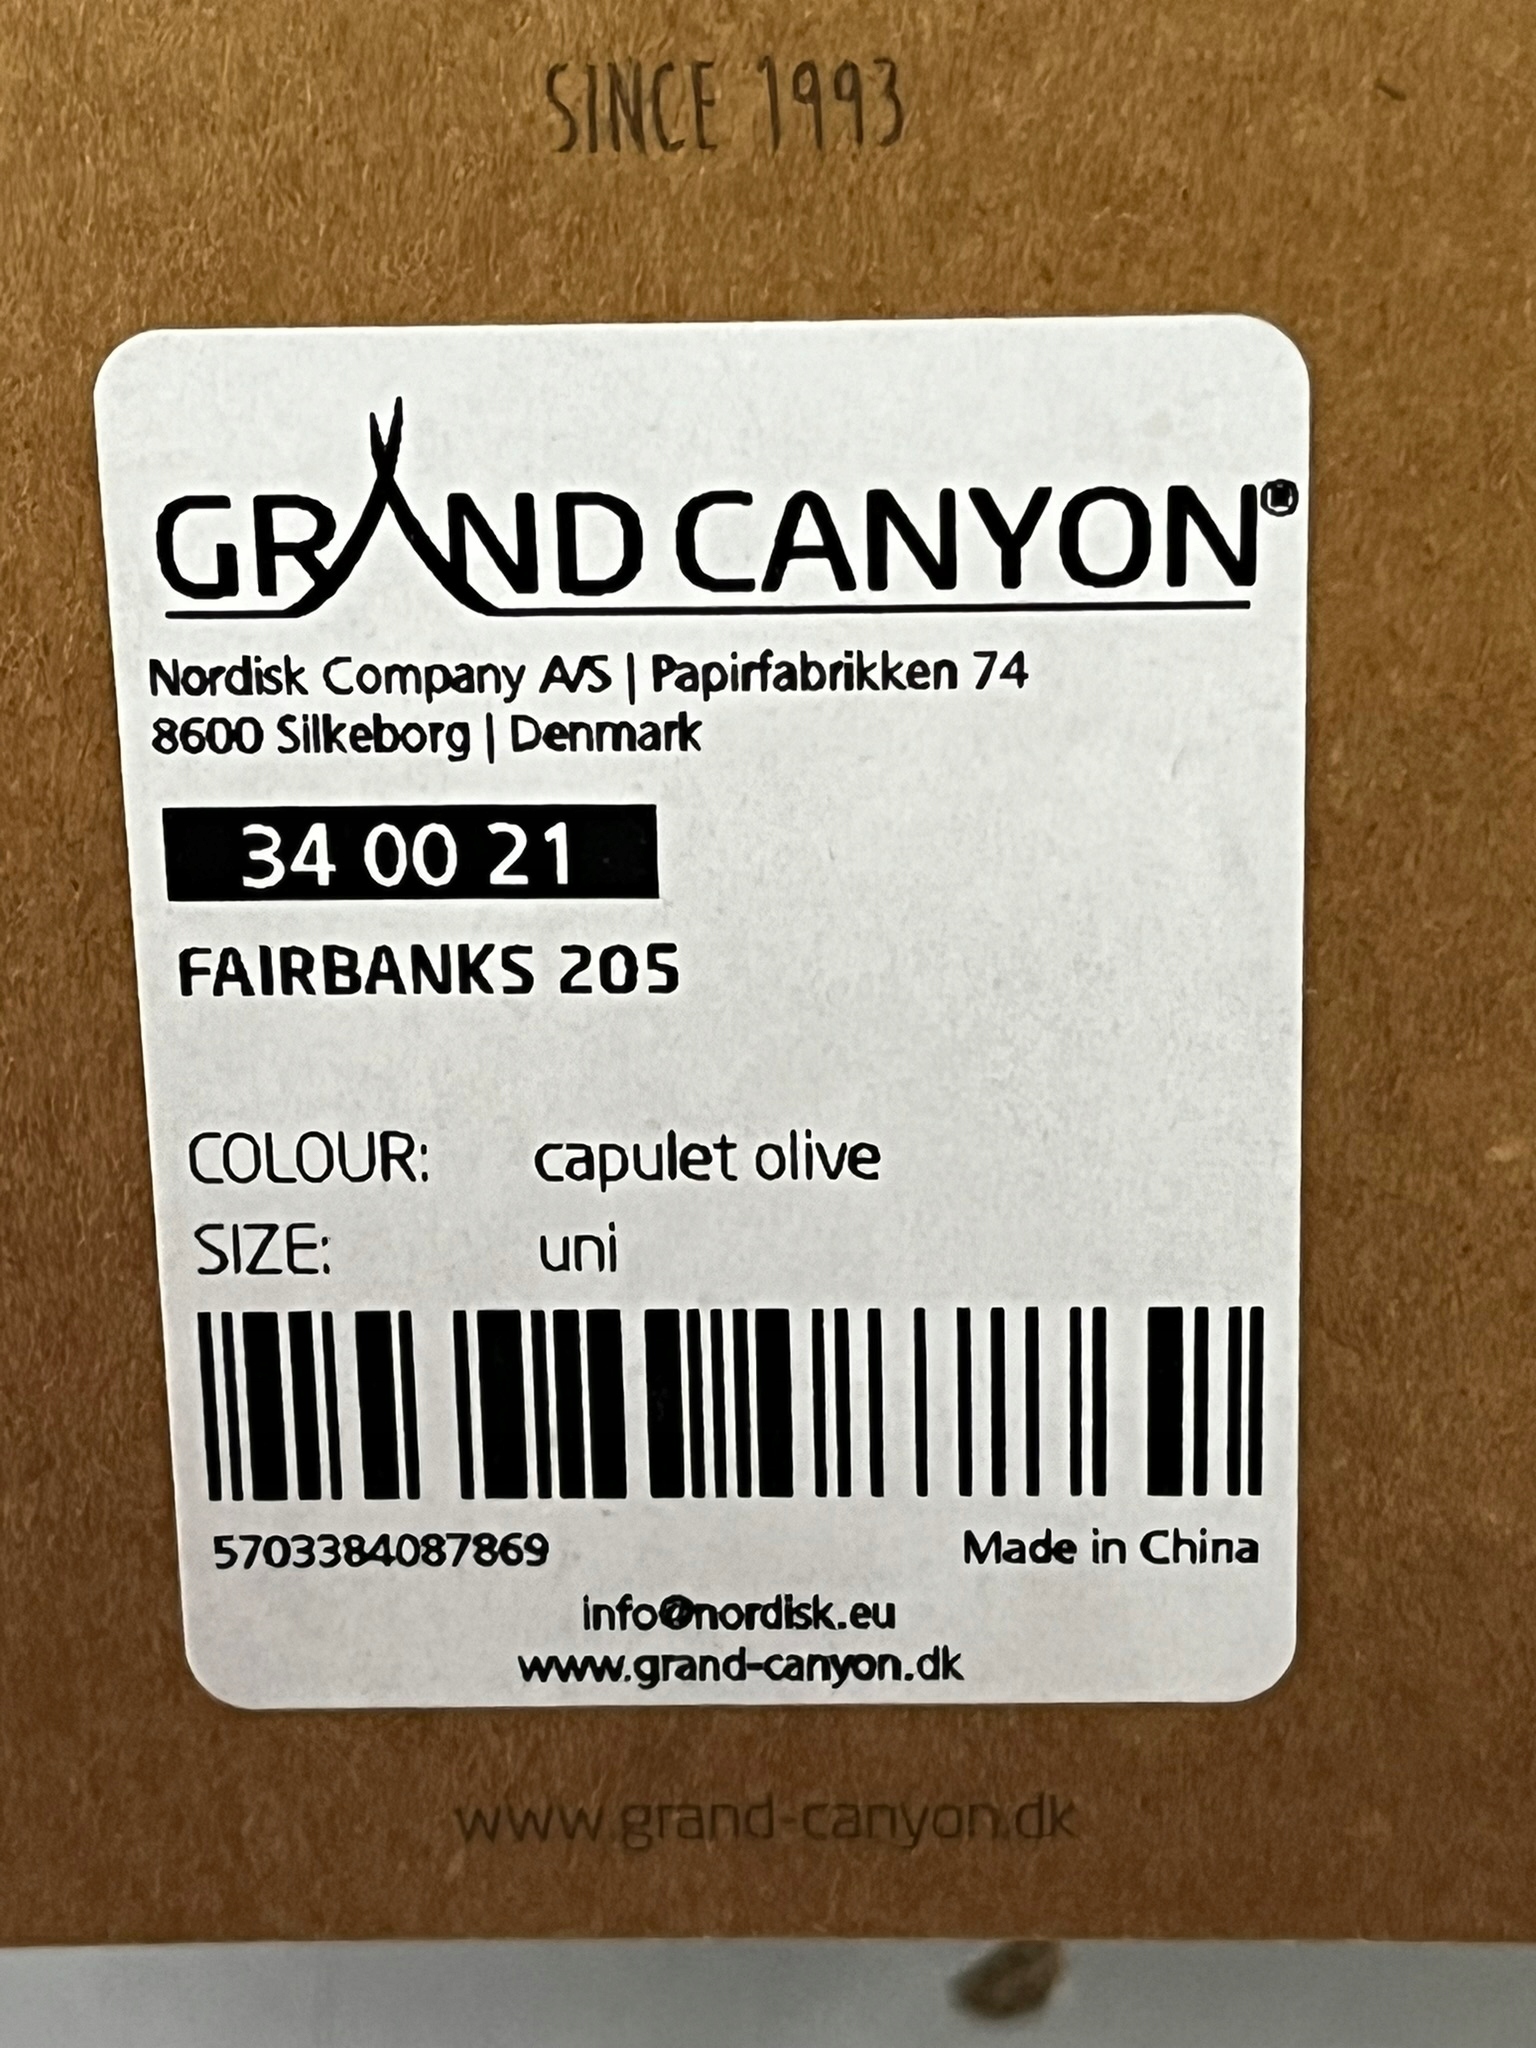 SINCE 1993
GRAND CANYON®
Nordisk Company A/S | Papirfabrikken 74
8600 Silkeborg | Denmark
34 00 21
FAIRBANKS 205
COLOUR: capulet olive
SIZE: uni
5703384087869 Made in China
info@nordisk.eu
www.grand-canyon.dk
www.grand-canyon.dk